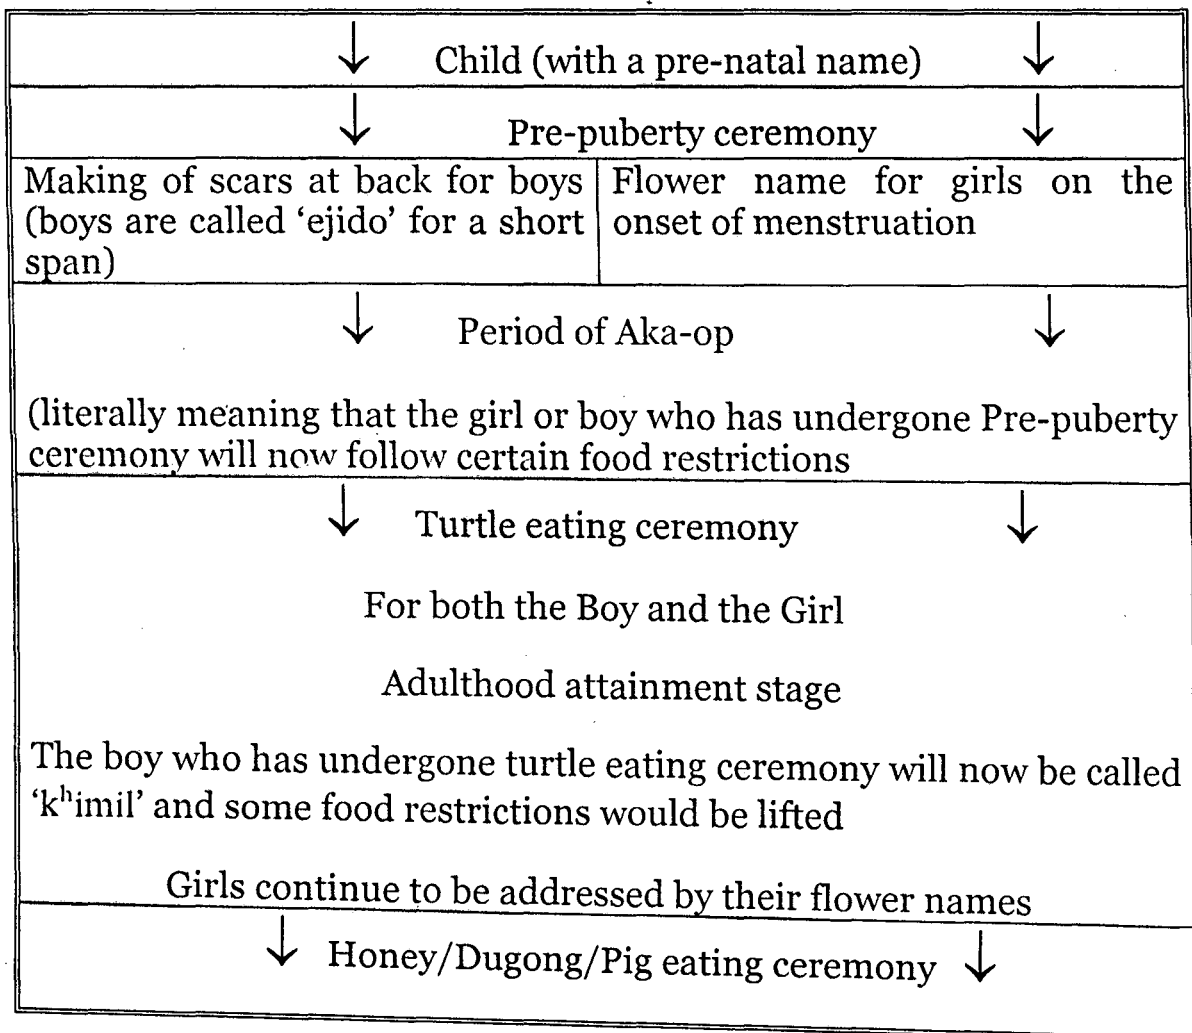 Child (with a pre-natal name)
Pre-puberty ceremony
Making of scars at back for boys
(boys are called ‘ejido’ for a short
span)
Flower name for girls on the
onset of menstruation
Period of Aka-op
(literally meaning that the girl or boy who has undergone Pre-puberty
ceremony will now follow certain food restrictions
Turtle eating ceremony
For both the Boy and the Girl
Adulthood attainment stage
The boy who has undergone turtle eating ceremony will now be called
‘kʰimil’ and some food restrictions would be lifted
Girls continue to be addressed by their flower names
Honey/Dugong/Pig eating ceremony